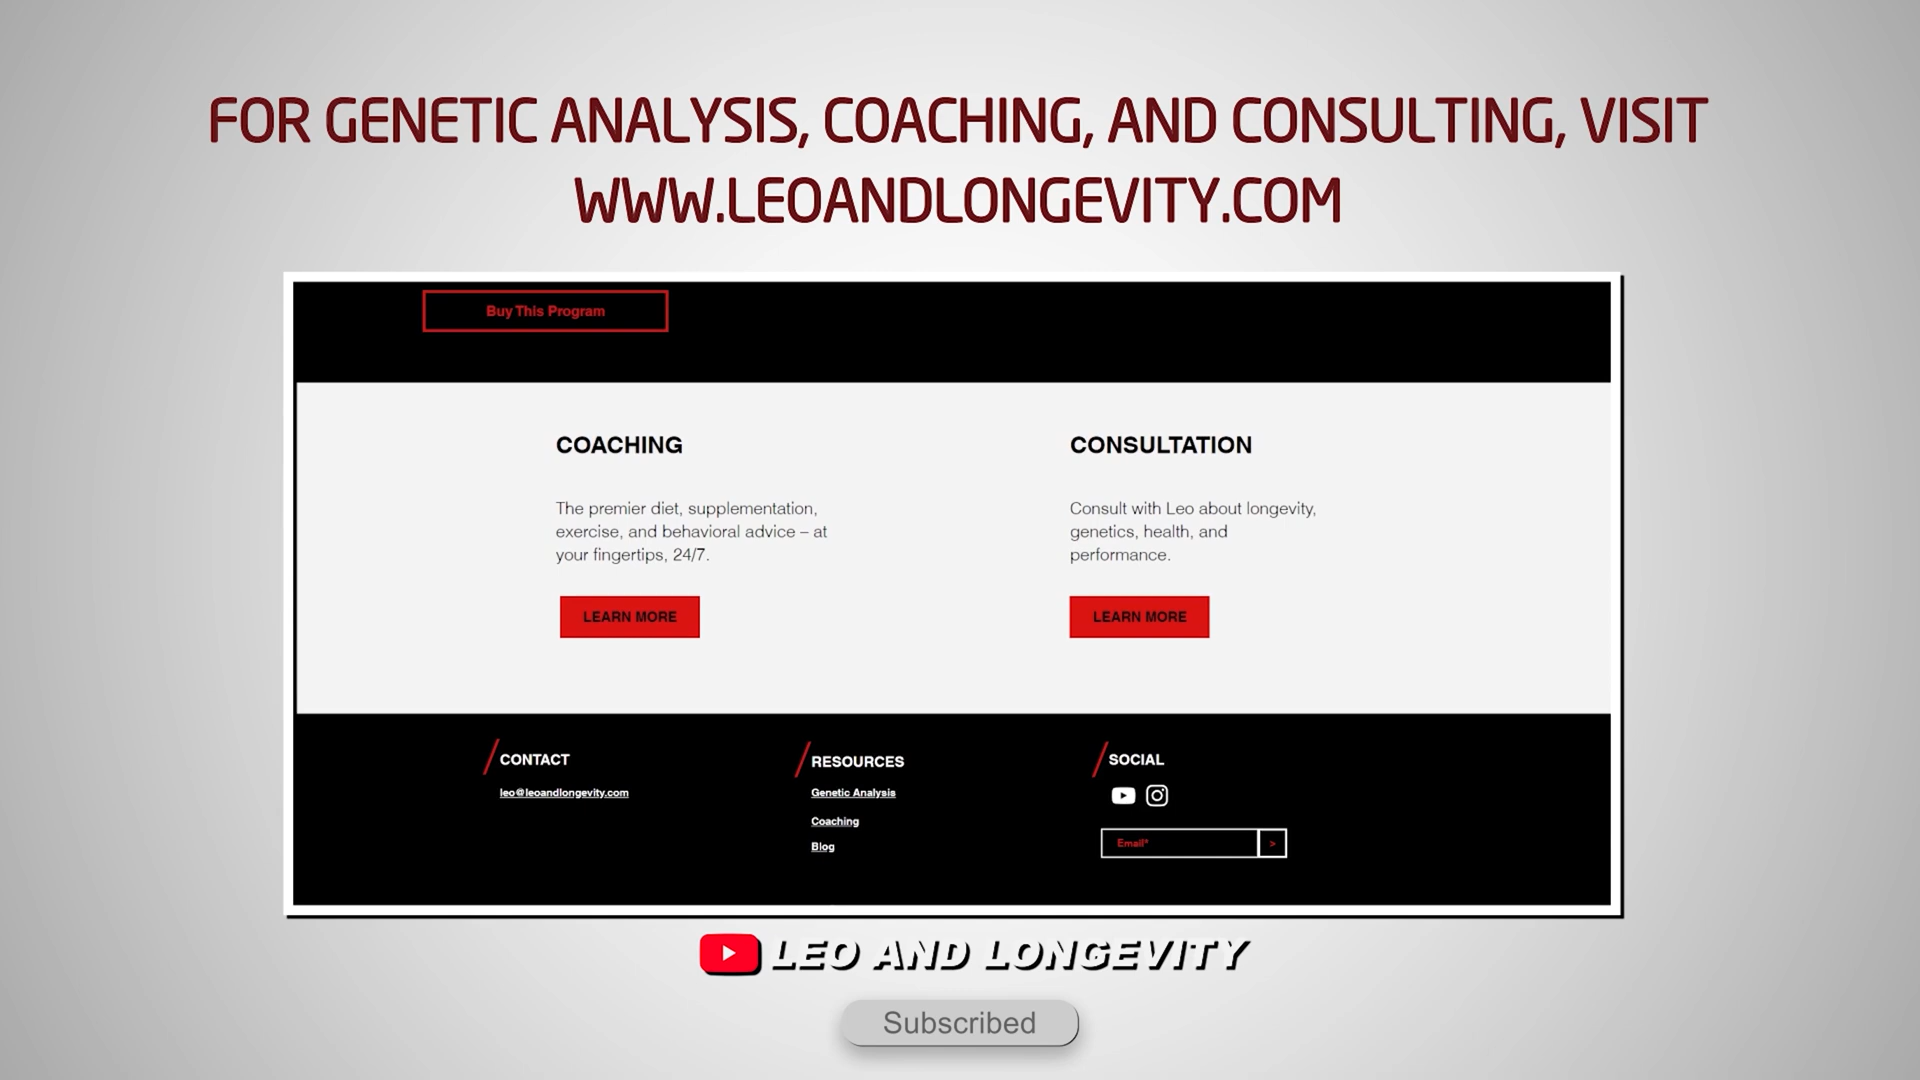 FOR GENETIC ANALYSIS, COACHING, AND CONSULTING, VISIT
WWW.LEOANDLONGEVITY.COM
Buy This Program
COACHING
The premier diet, supplementation,
exercise, and behavioral advice – at
your fingertips, 24/7.
LEARN MORE
CONSULTATION
Consult with Leo about longevity,
genetics, health, and
performance.
LEARN MORE
CONTACT
leo@leoandlongevity.com
RESOURCES
Genetic Analysis
Coaching
Blog
SOCIAL
Email*
>
LEO AND LONGEVITY
Subscribed